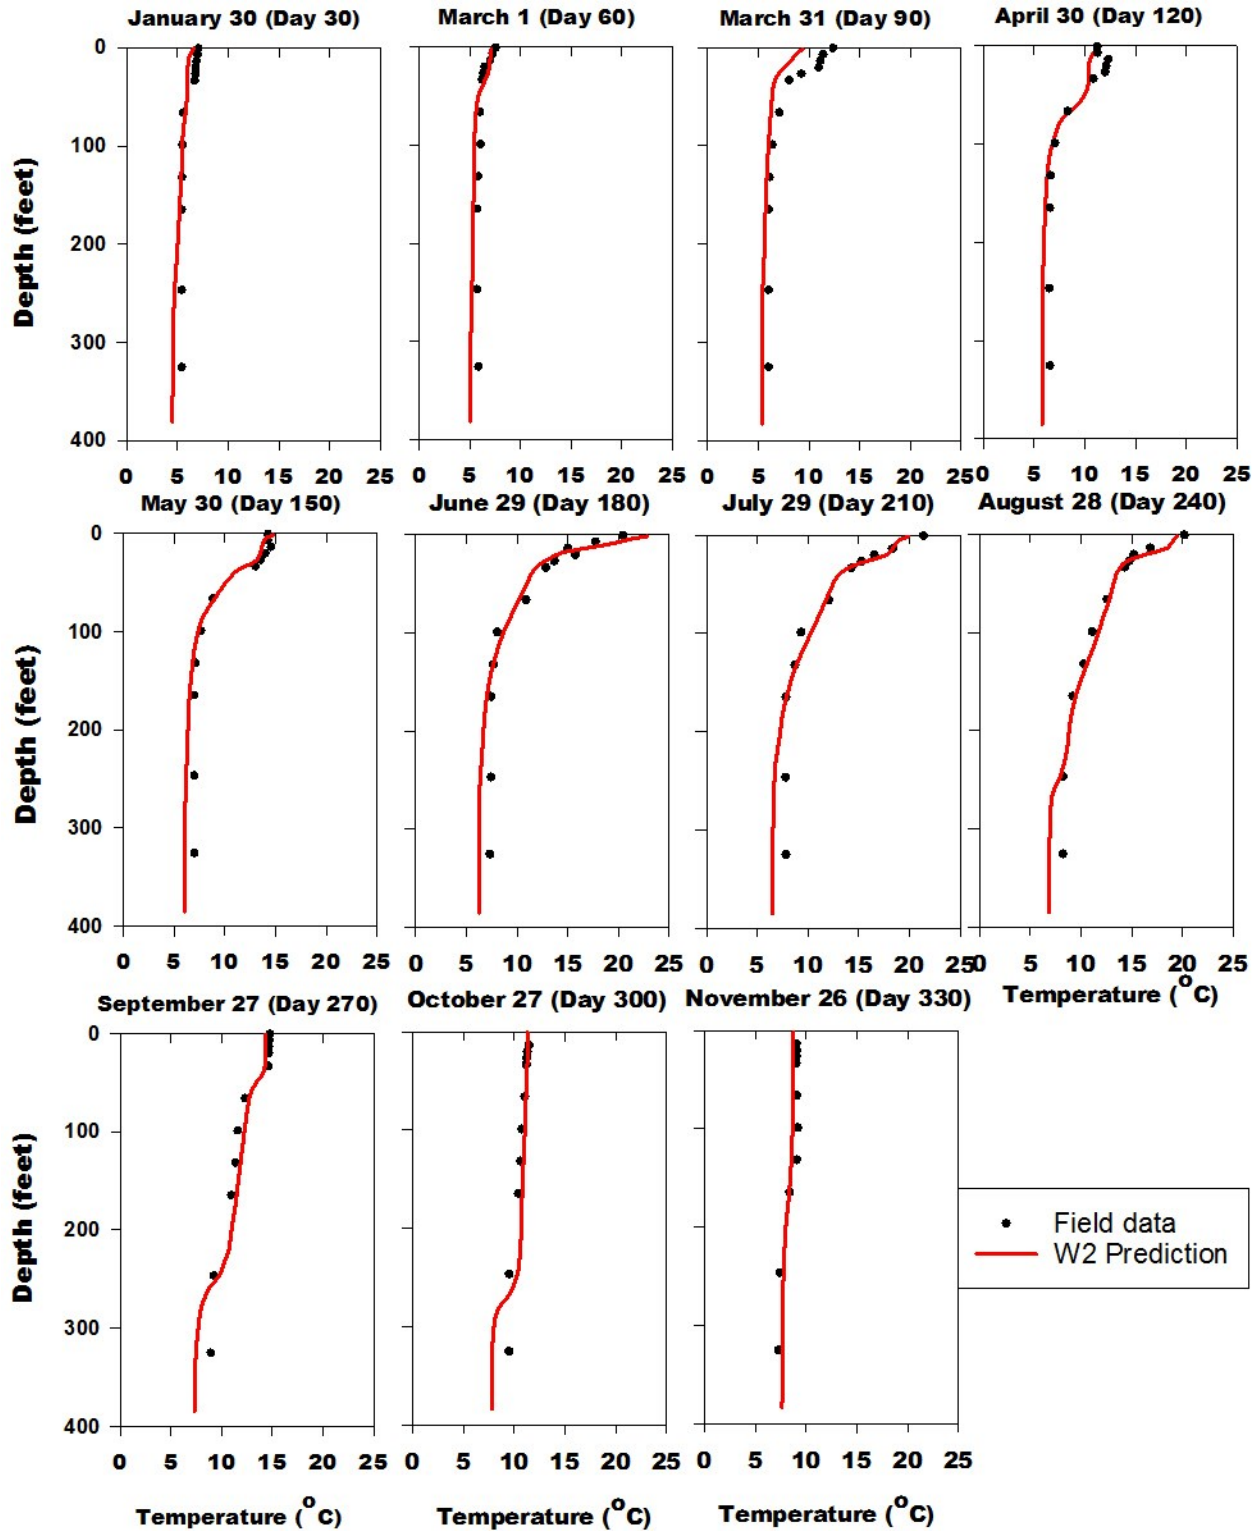 January 30 (Day 30) March 1 (Day 60) March 31 (Day 90) April 30 (Day 120)
0
100
200
300
400
Depth (feet)
0 5 10 15 20 25 0 5 10 15 20 25 0 5 10 15 20 25 0 5 10 15 20 25
May 30 (Day 150) June 29 (Day 180) July 29 (Day 210) August 28 (Day 240)
0
100
200
300
400
Depth (feet)
0 5 10 15 20 25 0 5 10 15 20 25 0 5 10 15 20 25 0 5 10 15 20 25
Temperature (°C)
September 27 (Day 270) October 27 (Day 300) November 26 (Day 330)
0
100
200
300
400
Depth (feet)
Field data
W2 Prediction
0 5 10 15 20 25 0 5 10 15 20 25 0 5 10 15 20 25
Temperature (°C) Temperature (°C) Temperature (°C)